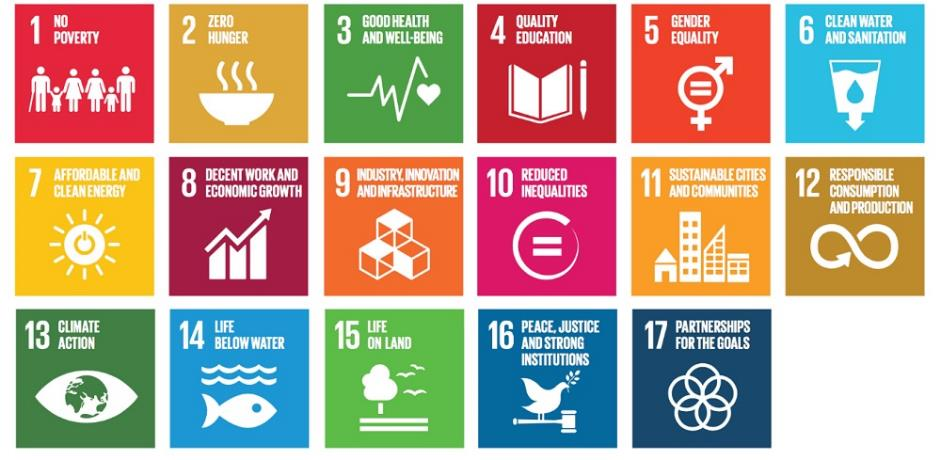 1 NO
POVERTY
2 ZERO
HUNGER
3 GOOD HEALTH
AND WELL-BEING
4 QUALITY
EDUCATION
5 GENDER
EQUALITY
6 CLEAN WATER
AND SANITATION
7 AFFORDABLE AND
CLEAN ENERGY
8 DECENT WORK AND
ECONOMIC GROWTH
9 INDUSTRY, INNOVATION
AND INFRASTRUCTURE
10 REDUCED
INEQUALITIES
11 SUSTAINABLE CITIES
AND COMMUNITIES
12 RESPONSIBLE
CONSUMPTION
AND PRODUCTION
13 CLIMATE
ACTION
14 LIFE
BELOW WATER
15 LIFE
ON LAND
16 PEACE, JUSTICE
AND STRONG
INSTITUTIONS
17 PARTNERSHIPS
FOR THE GOALS